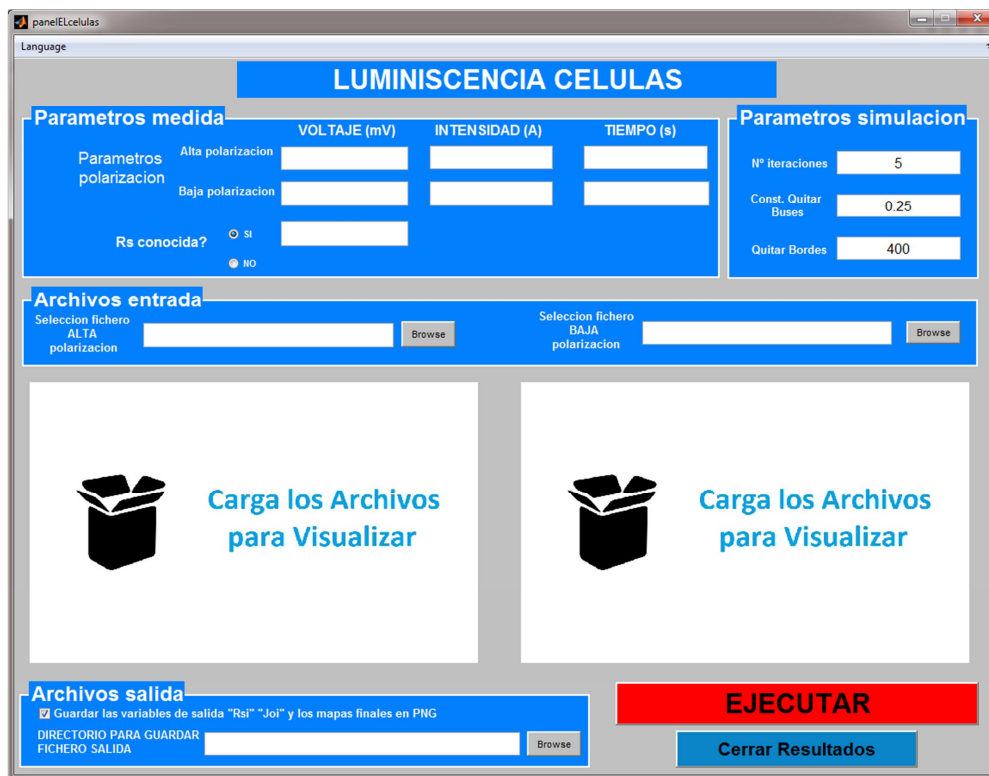 panelELcelulas
Language
LUMINISCENCIA CELULAS
Parametros medida
VOLTAJE (mV) INTENSIDAD (A) TIEMPO (s)
Parametros
polarizacion
Alta polarizacion
Baja polarizacion
Rs conocida?
SI
NO
Parametros simulacion
Nº iteraciones 5
Const. Quitar
Buses
0.25
Quitar Bordes 400
Archivos entrada
Seleccion fichero
ALTA
polarizacion
Browse
Seleccion fichero
BAJA
polarizacion
Browse
Carga los Archivos
para Visualizar
Carga los Archivos
para Visualizar
Archivos salida
Guardar las variables de salida "Rsi" "Joi" y los mapas finales en PNG
DIRECTORIO PARA GUARDAR
FICHERO SALIDA
Browse
EJECUTAR
Cerrar Resultados